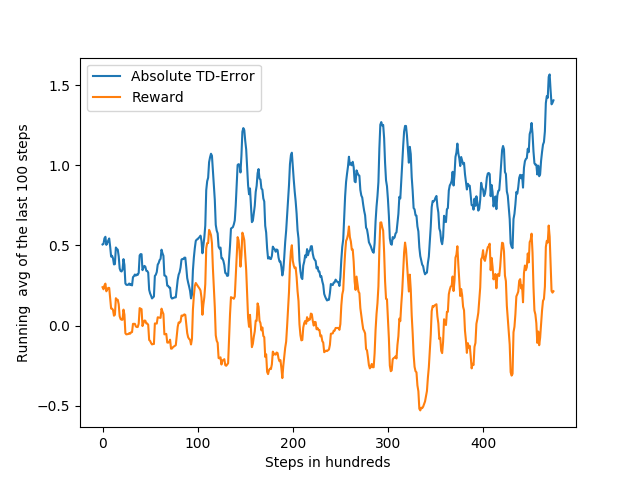 Absolute TD-Error
Reward
Running  avg of the last 100 steps
1.5
1.0
0.5
0.0
−0.5
0
100
200
300
400
Steps in hundreds